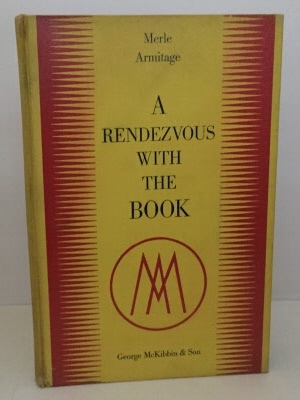 Merle
Armitage
A
RENDEZVOUS
WITH
THE
BOOK
George McKibbin & Son